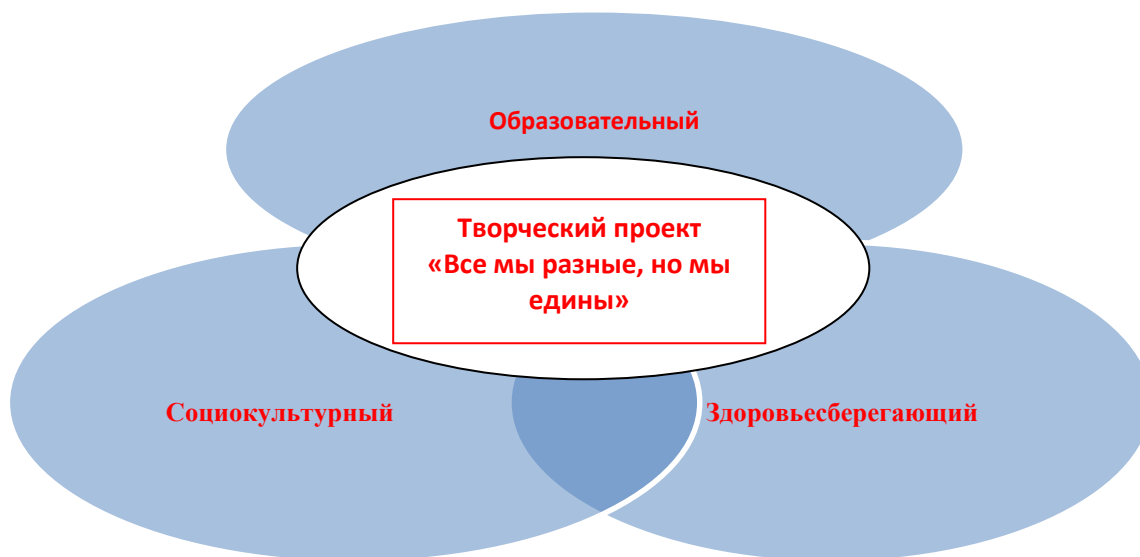 Образовательный
Творческий проект
«Все мы разные, но мы
едины»
Социокультурный
Здоровьесберегающий